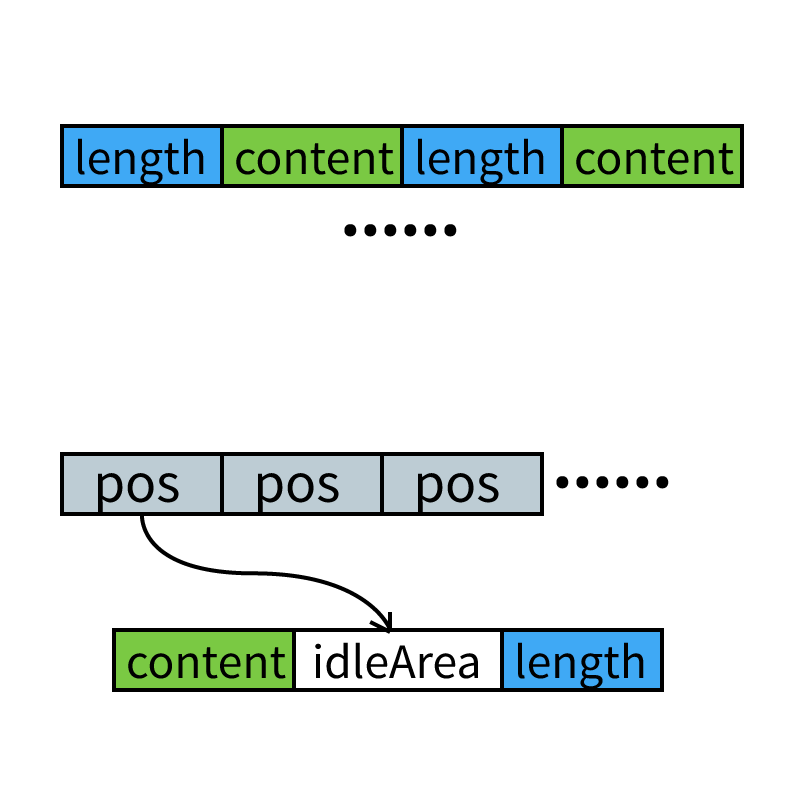 length content length content
······
pos pos pos ······
content idleArea length